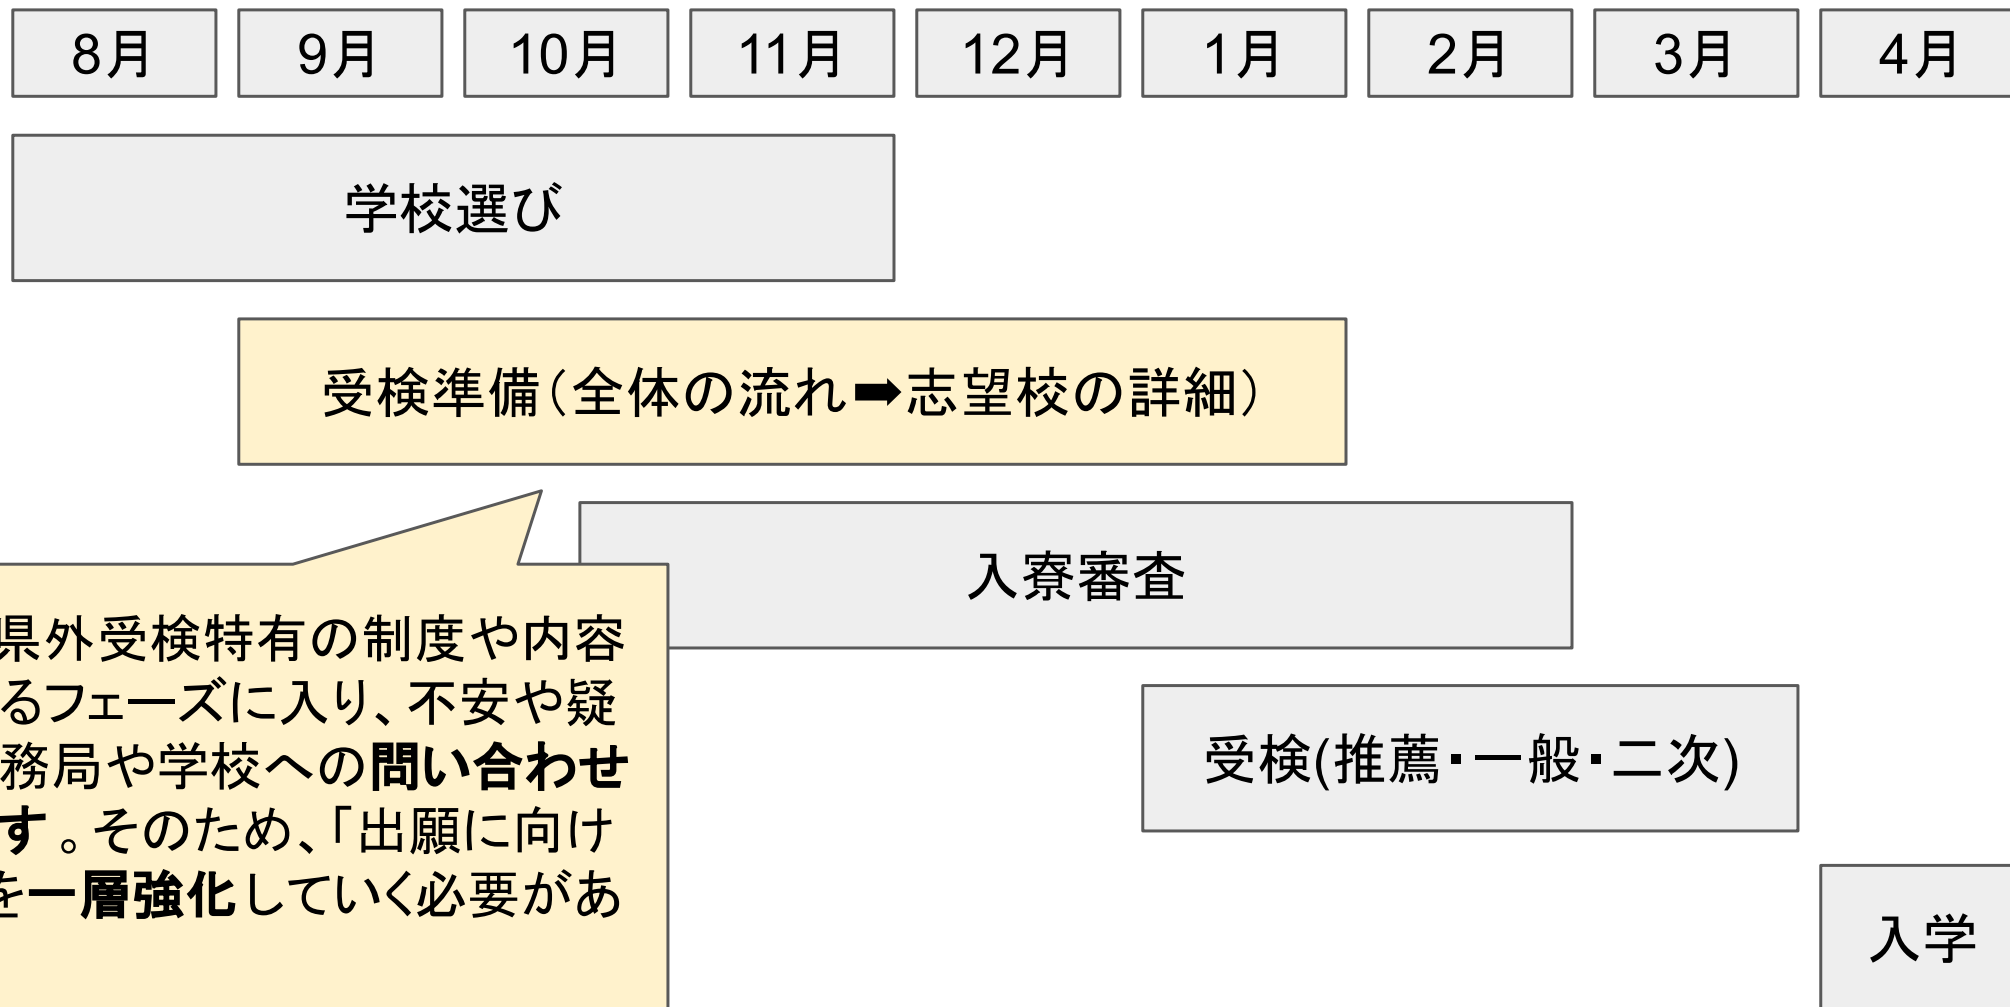 8月
9月
10月
11月
12月
1月
2月
3月
4月
学校選び
受検準備（全体の流れ➡志望校の詳細）
入寮審査
県外受検特有の制度や内容
るフェーズに入り、不安や疑
務局や学校への問い合わせ
す。そのため、「出願に向け
を一層強化していく必要があ
受検(推薦・一般・二次)
入学